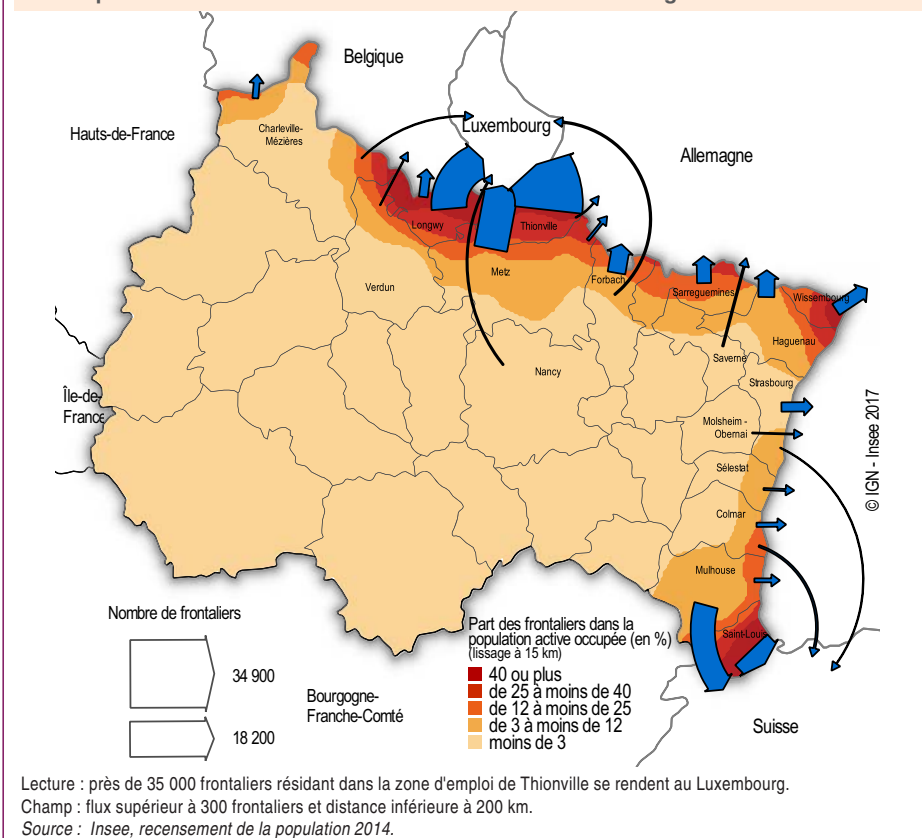 Belgique
Luxembourg
Hauts-de-France
Charleville-
Mézières
Allemagne
Longwy
Thionville
Metz
Forbach
Verdun
Sarreguemines
Wissembourg
Haguenau
Saverne
Nancy
Strasbourg
Île-de-
France
Molsheim -
Obernai
Sélestat
Colmar
Mulhouse
Saint-Louis
© IGN - Insee 2017
Nombre de frontaliers
34 900
18 200
Bourgogne-
Franche-Comté
Suisse
Part des frontaliers dans la
population active occupée (en %)
(lissage à 15 km)
40 ou plus
de 25 à moins de 40
de 12 à moins de 25
de 3 à moins de 12
moins de 3
Lecture : près de 35 000 frontaliers résidant dans la zone d'emploi de Thionville se rendent au Luxembourg.
Champ : flux supérieur à 300 frontaliers et distance inférieure à 200 km.
Source : Insee, recensement de la population 2014.